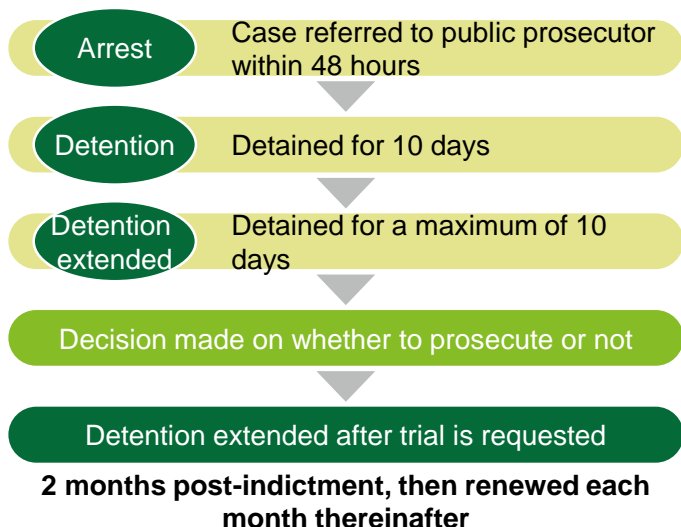 Arrest
Case referred to public prosecutor
within 48 hours
Detention
Detained for 10 days
Detention
extended
Detained for a maximum of 10
days
Decision made on whether to prosecute or not
Detention extended after trial is requested
2 months post-indictment, then renewed each
month thereinafter